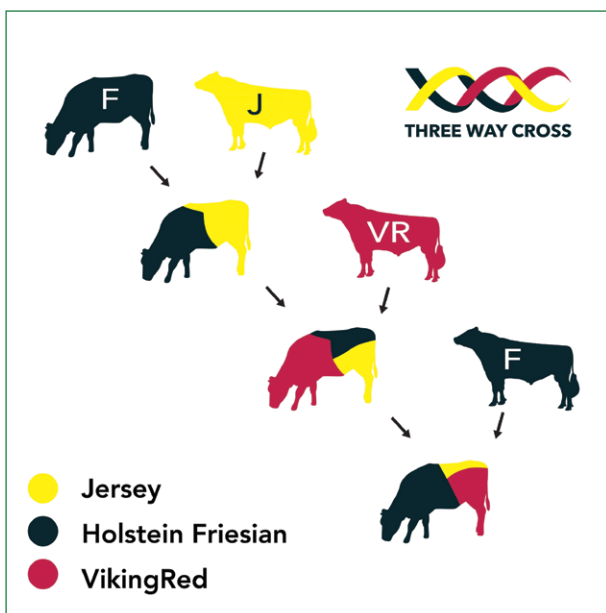 F
J
THREE WAY CROSS
VR
F
Jersey
Holstein Friesian
VikingRed